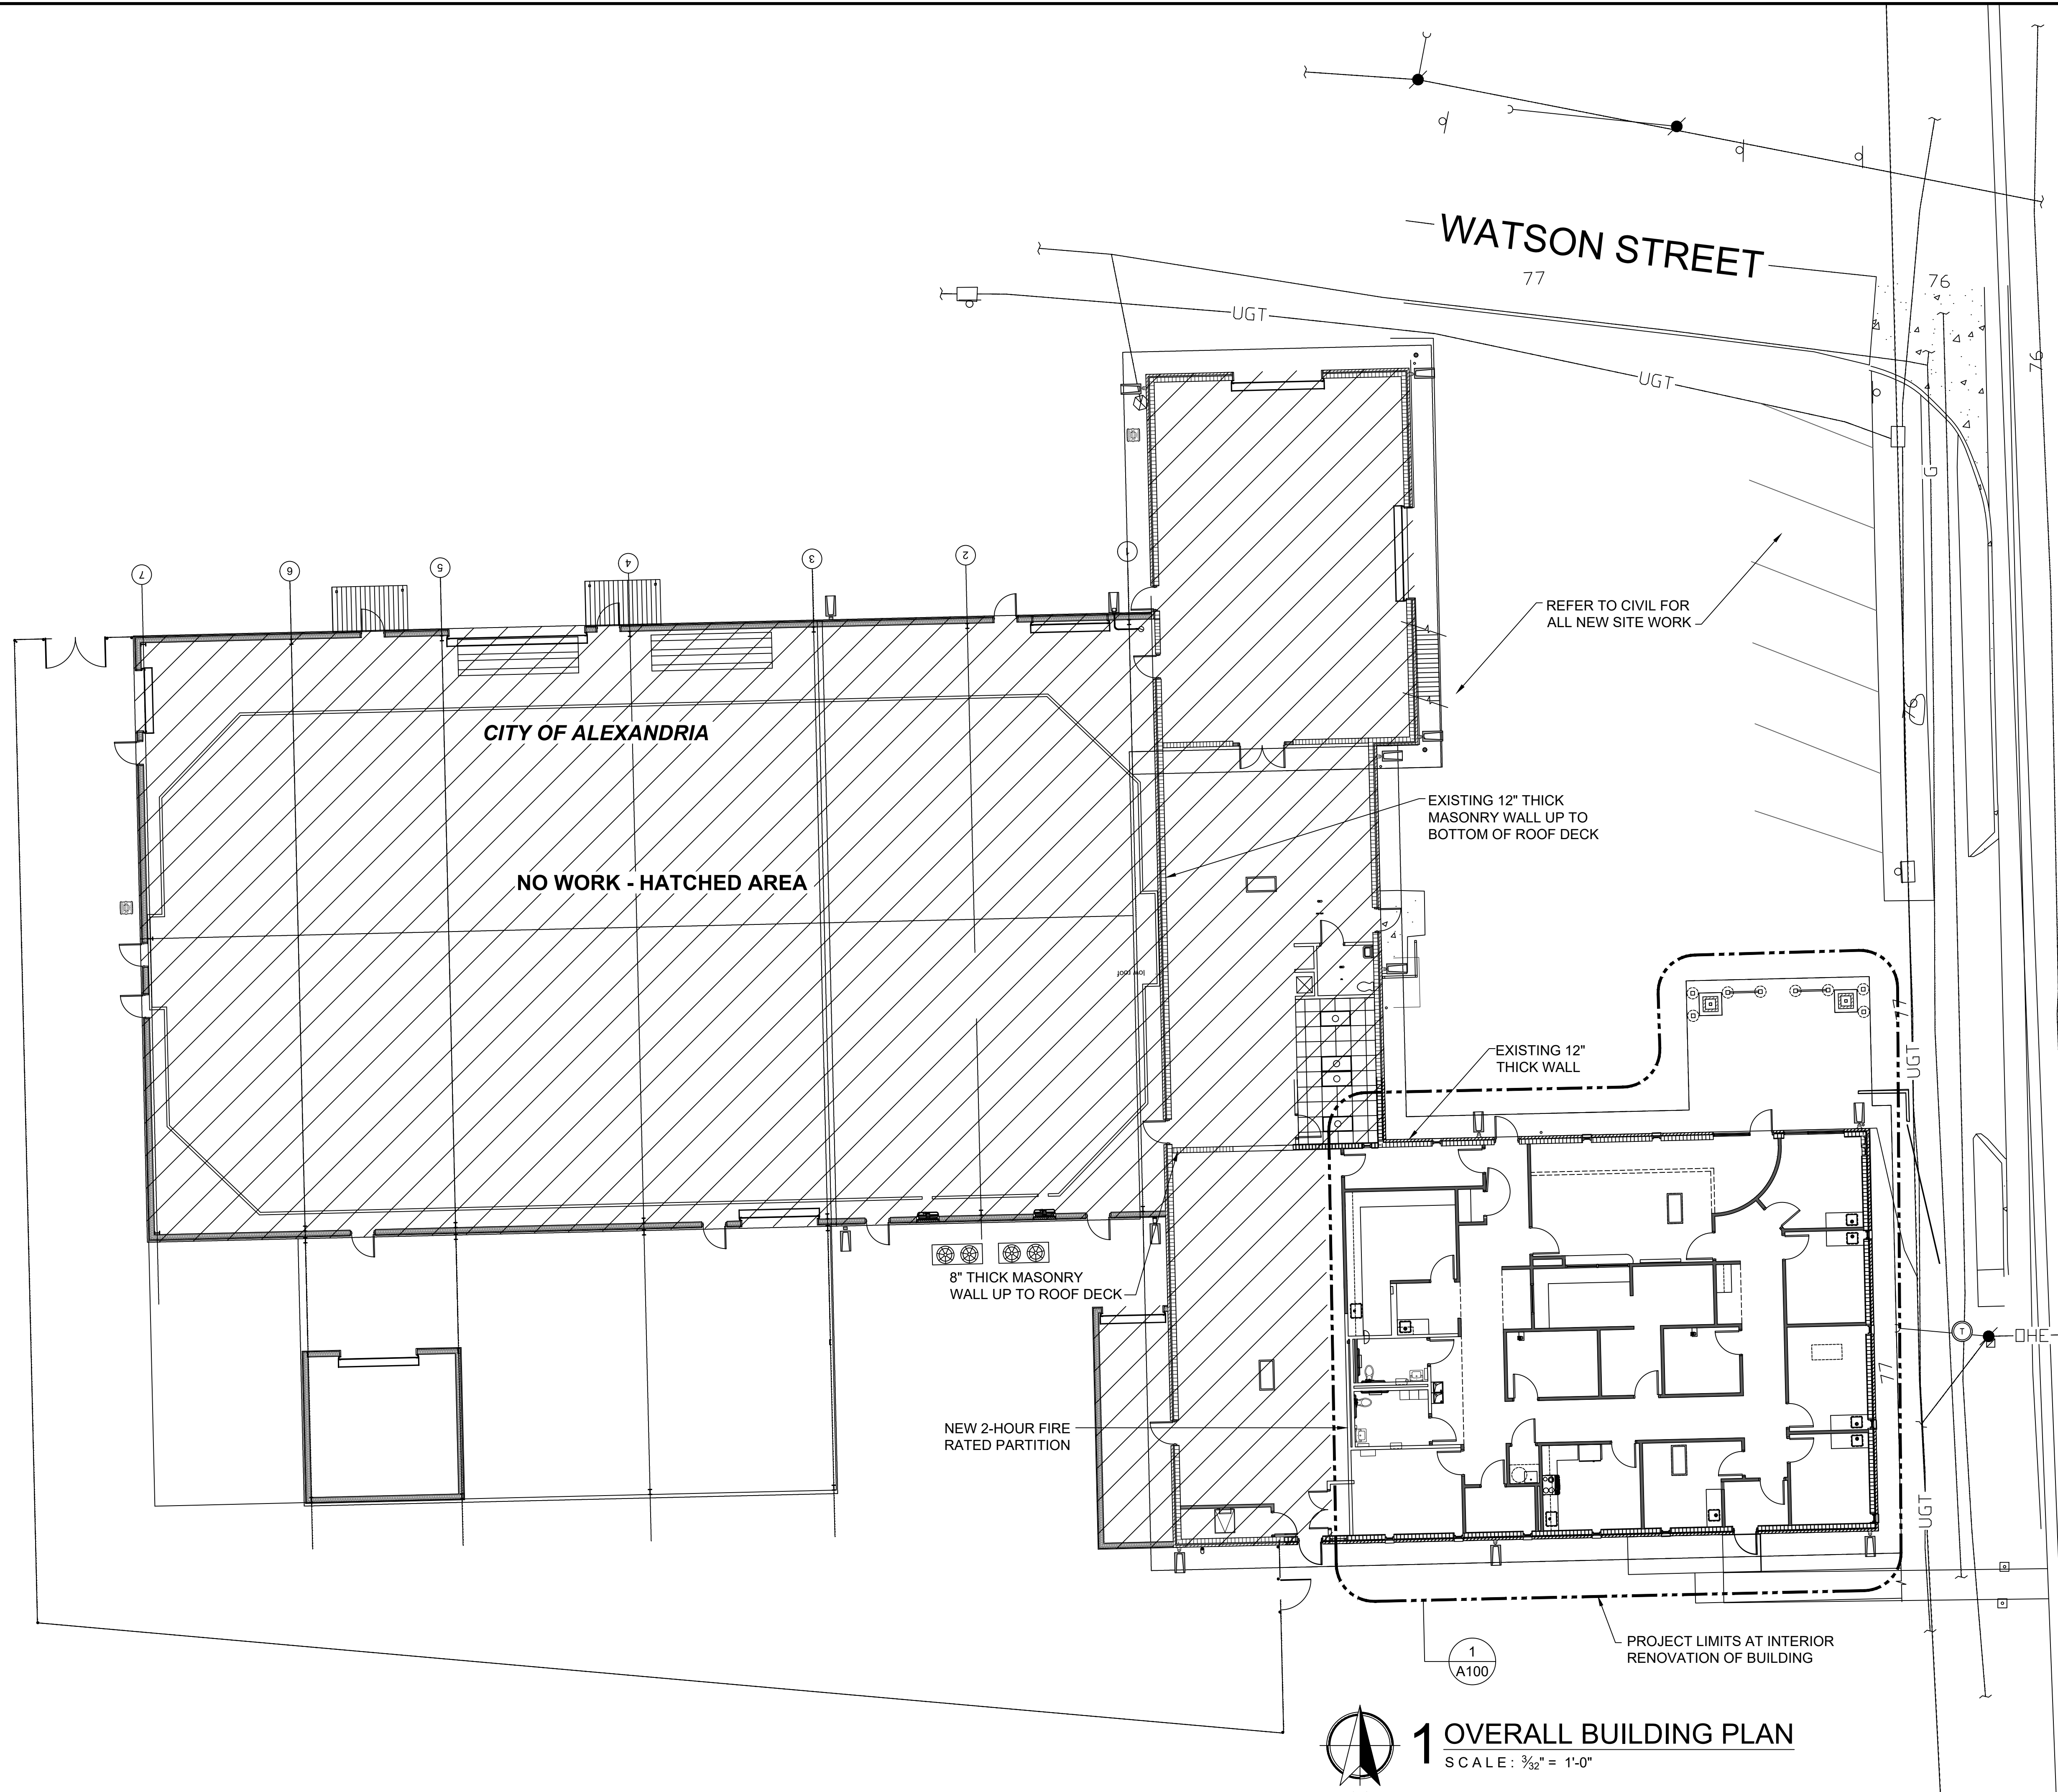 WATSON STREET
77
76
76
UGT
UGT
G
7
6
5
4
3
2
1
REFER TO CIVIL FOR
ALL NEW SITE WORK
CITY OF ALEXANDRIA
EXISTING 12" THICK
MASONRY WALL UP TO
BOTTOM OF ROOF DECK
NO WORK - HATCHED AREA
low roof
77
EXISTING 12"
THICK WALL
UGT
8" THICK MASONRY
WALL UP TO ROOF DECK
T
OHE
77
NEW 2-HOUR FIRE
RATED PARTITION
UGT
PROJECT LIMITS AT INTERIOR
RENOVATION OF BUILDING
1
A100
1 OVERALL BUILDING PLAN
SCALE: 3/32" = 1'-0"